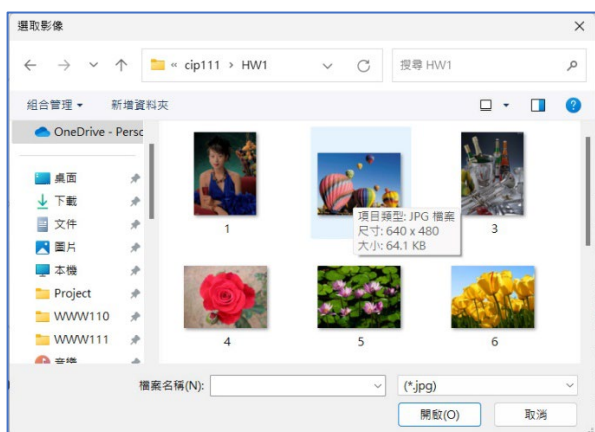 選取影像
« cip111 › HW1
搜尋 HW1
組合管理
新增資料夾
OneDrive - Persc
桌面
下載
文件
圖片
本機
Project
WWW110
WWW111
音樂
1
項目類型: JPG 檔案
尺寸: 640 x 480
大小: 64.1 KB
3
4
5
6
檔案名稱(N):
(*.jpg)
開啟(O)
取消